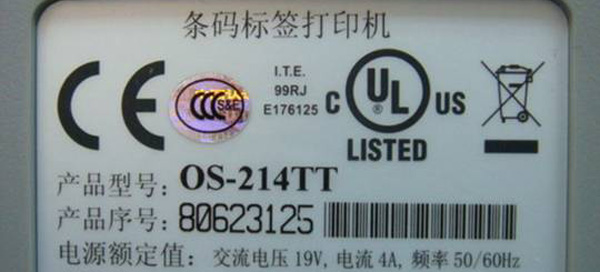 条码标签打印机
CE
CCC S&E
I.T.E.
99RJ
E176125
C UL US
®
LISTED
产品型号: OS-214TT
产品序号: 80623125
电源额定值: 交流电压 19V, 电流 4A, 频率 50/60Hz